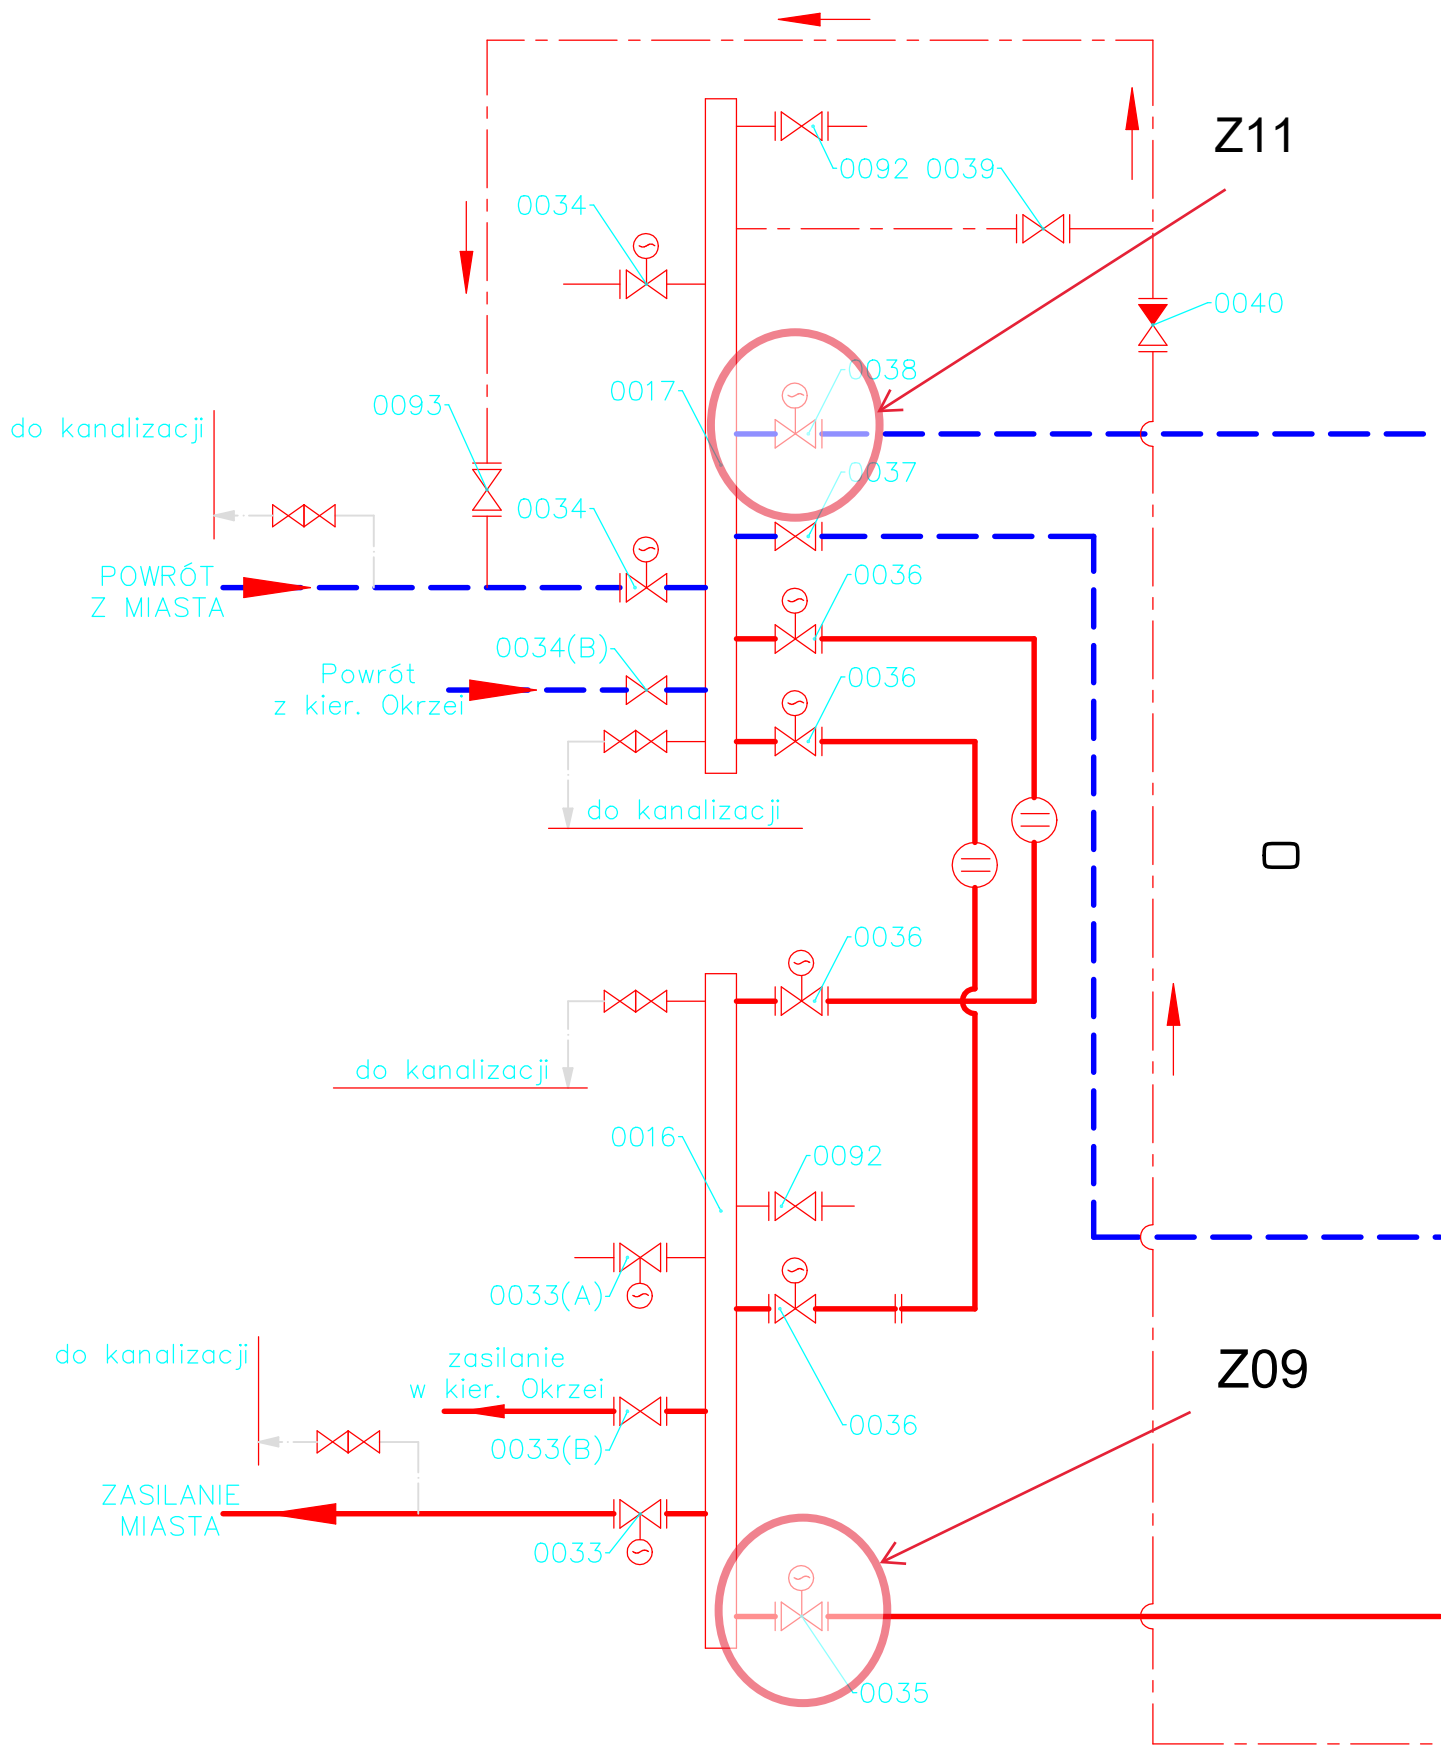 Z11
0092 0039
0034
0040
0038
0017
0093
do kanalizacji
0037
0034
POWRÓT
Z MIASTA
0036
0034(B)
Powrót
z kier. Okrzei
0036
do kanalizacji
0036
do kanalizacji
0016
0092
0033(A)
do kanalizacji
zasilanie
w kier. Okrzei
Z09
0036
0033(B)
ZASILANIE
MIASTA
0033
0035